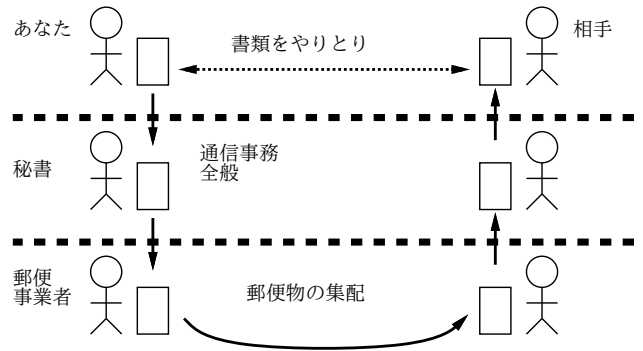 あなた
書類をやりとり
相手
秘書
通信事務
全般
郵便
事業者
郵便物の集配